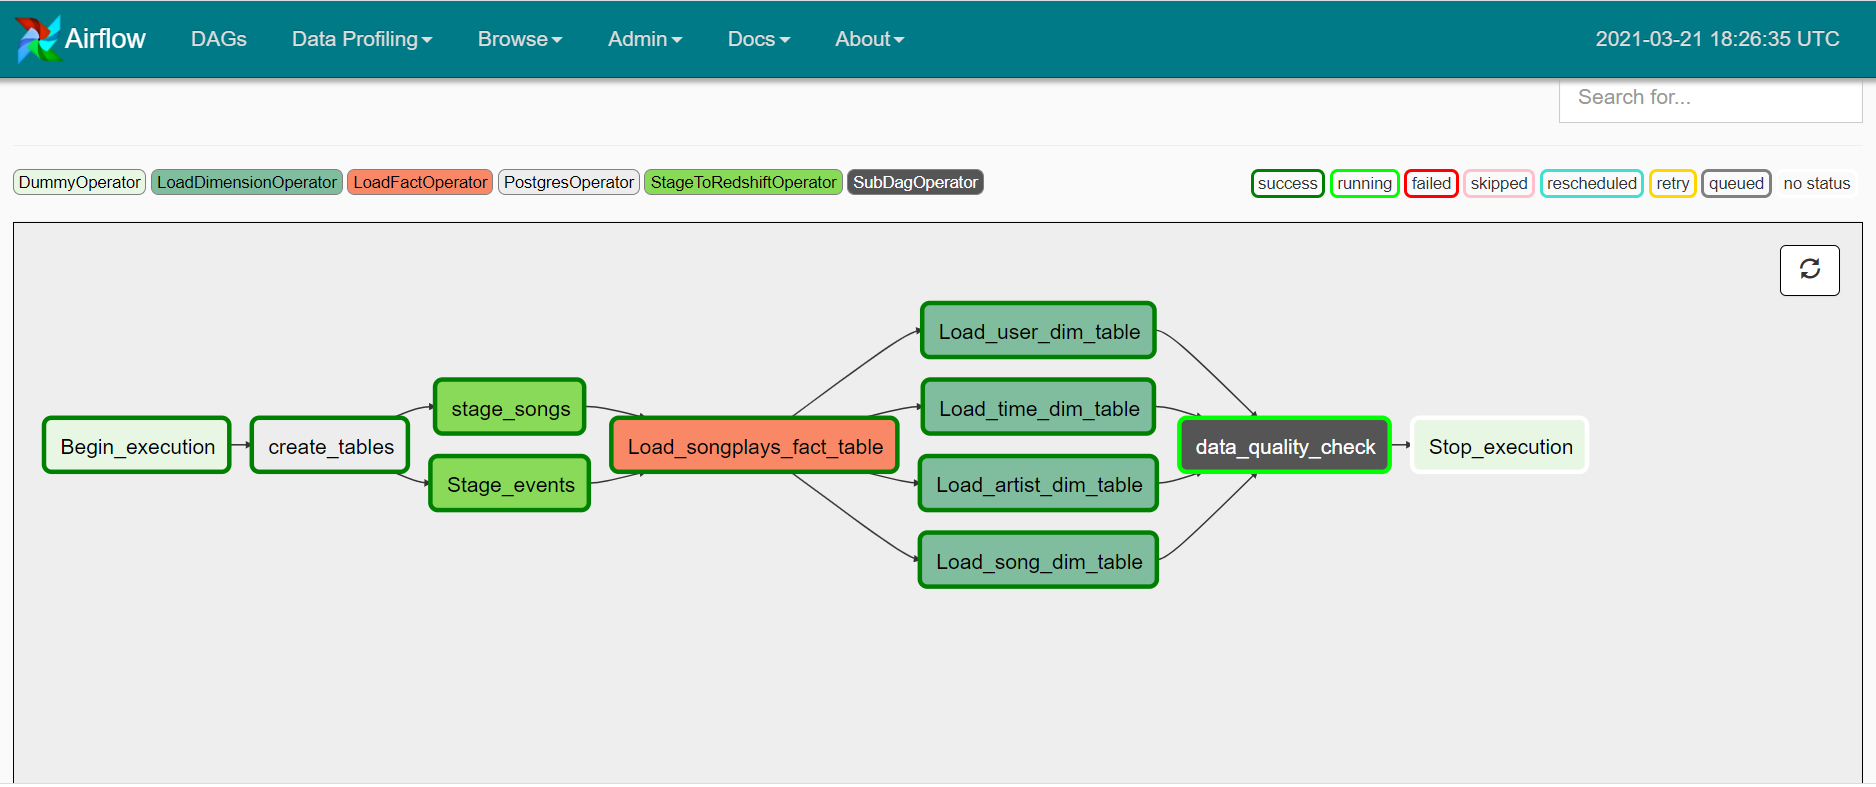 Airflow DAGs Data Profiling Browse Admin Docs About 2021-03-21 18:26:35 UTC
Search for...
DummyOperator LoadDimensionOperator LoadFactOperator PostgresOperator StageToRedshiftOperator SubDagOperator success running failed skipped rescheduled retry queued no status
Load_user_dim_table
stage_songs Load_time_dim_table
Begin_execution create_tables Load_songplays_fact_table data_quality_check Stop_execution
Stage_events Load_artist_dim_table
Load_song_dim_table